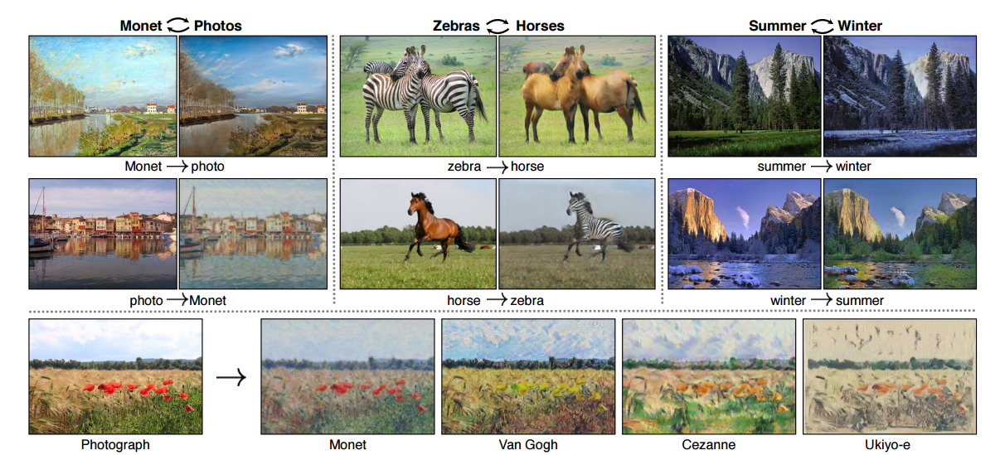 Monet ⇄ Photos
Zebras ⇄ Horses
Summer ⇄ Winter
Monet → photo
zebra → horse
summer → winter
photo → Monet
horse → zebra
winter → summer
Photograph
Monet
Van Gogh
Cezanne
Ukiyo-e